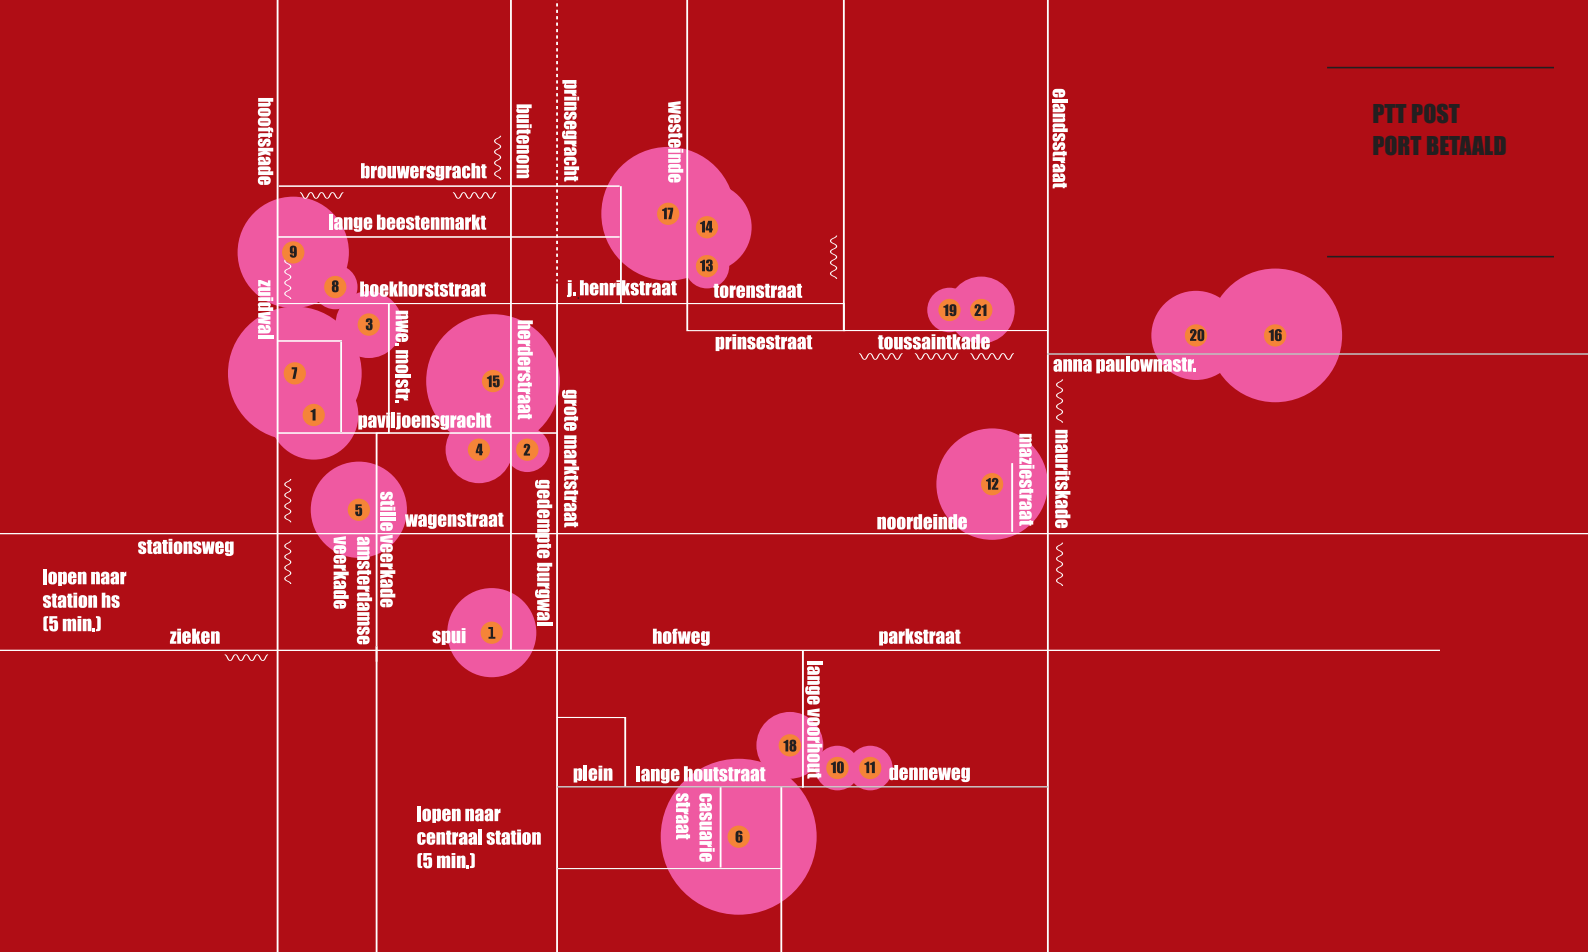 hooftskade
buitenom
prinsegracht
westeinde
elandsstraat
PTT POST
PORT BETAALD
brouwersgracht
lange beestenmarkt
17
14
13
9
8
zuidwal
boekhorststraat
j. henrikstraat
torenstraat
19
21
3
nwe. molstr.
herderstraat
prinsestraat
toussaintkade
20
16
anna paulownastr.
7
15
1
paviljoensgracht
grote marktstraat
4
2
maziestraat
mauritskade
12
5
stille veerkade
wagenstraat
gedempte burgwal
noordeinde
stationsweg
amsterdamse
veerkade
lopen naar
station hs
(5 min.)
zieken
spui
1
hofweg
parkstraat
lange voorhout
18
10
11
plein
lange houtstraat
denneweg
casuarie
straat
6
lopen naar
centraal station
(5 min.)